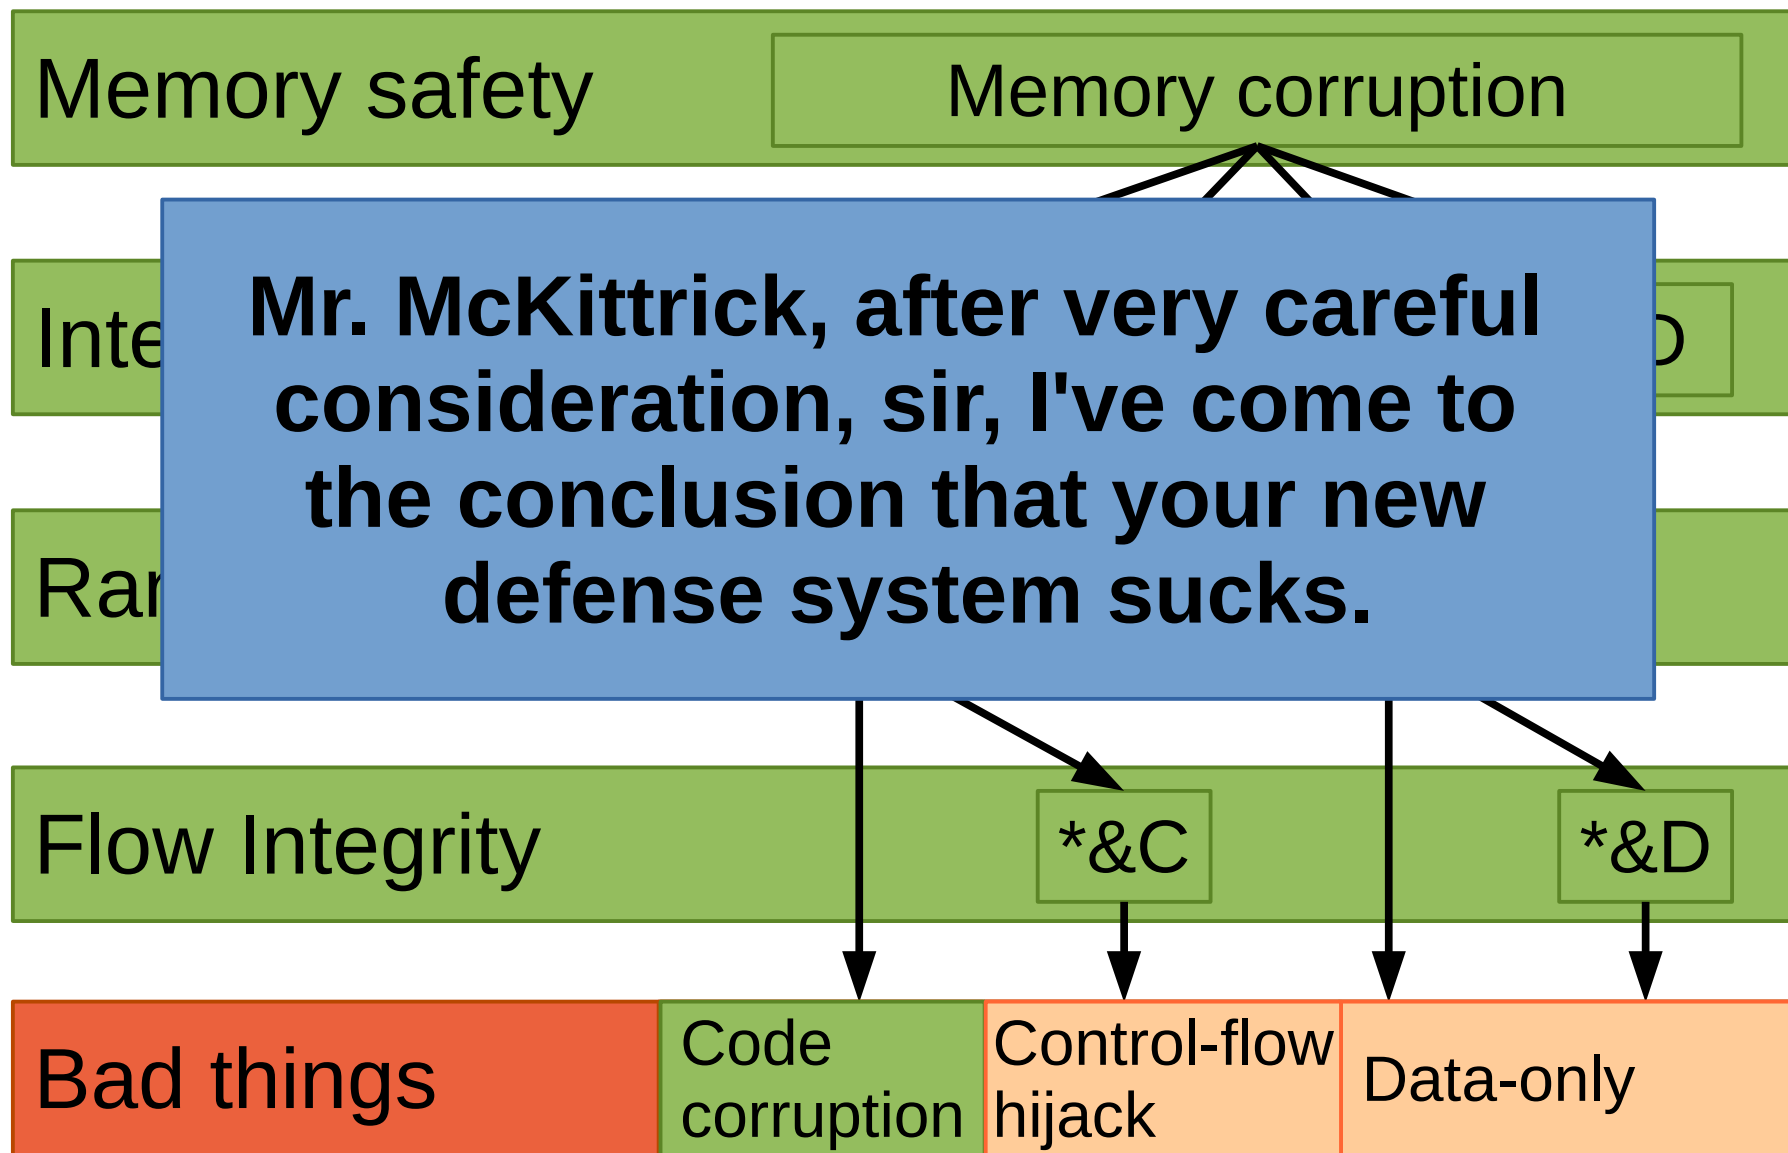 Memory safety
Memory corruption
Mr. McKittrick, after very careful
consideration, sir, I've come to
the conclusion that your new
defense system sucks.
Flow Integrity
*&C
*&D
Bad things
Code
corruption
Control-flow
hijack
Data-only